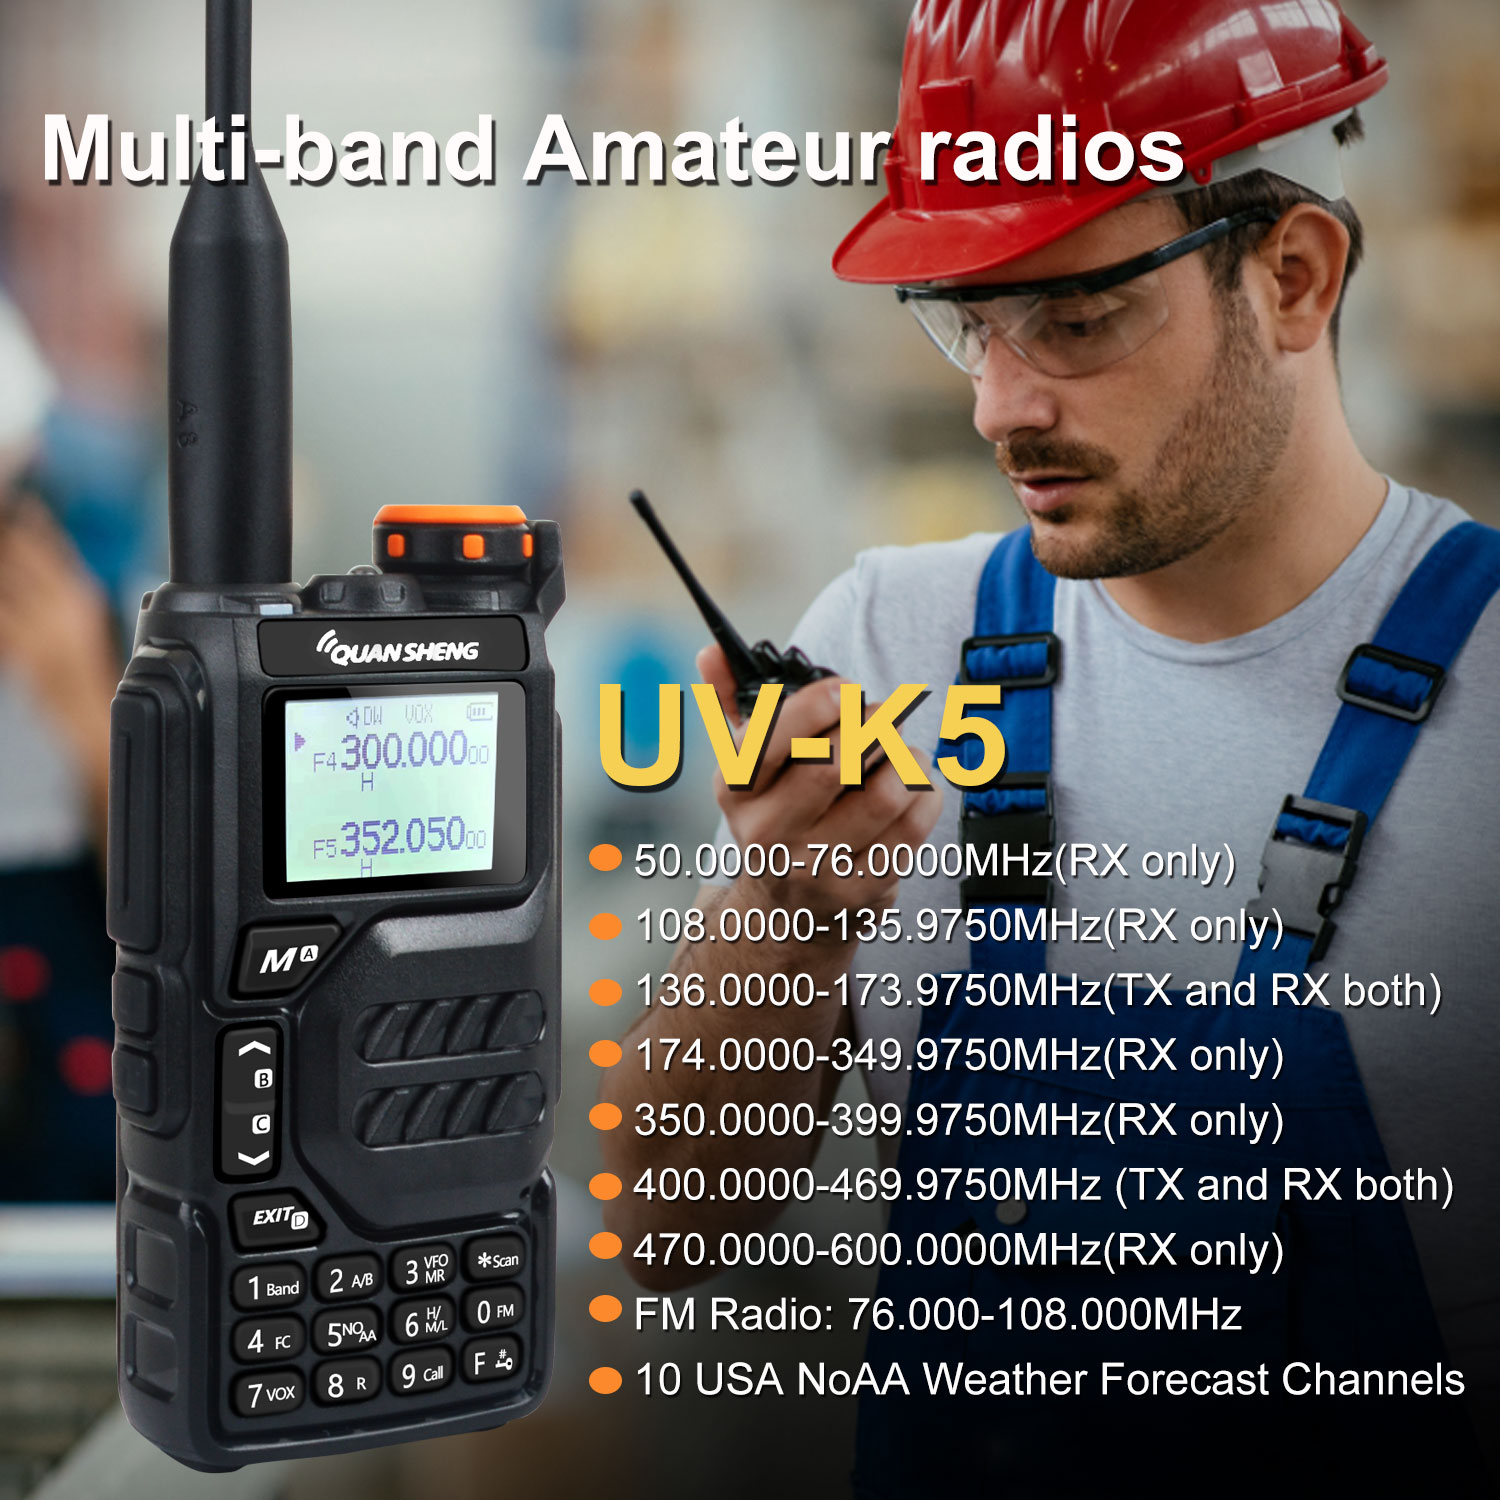 Multi-band Amateur radios
A6
QUANSHENG
DW VOX
F4 300.00000
H
F5 352.05000
H
UV-K5
50.0000-76.0000MHz(RX only)
108.0000-135.9750MHz(RX only)
136.0000-173.9750MHz(TX and RX both)
174.0000-349.9750MHz(RX only)
350.0000-399.9750MHz(RX only)
400.0000-469.9750MHz (TX and RX both)
470.0000-600.0000MHz(RX only)
FM Radio: 76.000-108.000MHz
10 USA NoAA Weather Forecast Channels
M A
B
C
EXIT D
1 Band 2 A/B 3 VFO MR * Scan
4 FC 5 NOAA 6 H/M/L 0 FM
7 VOX 8 R 9 Call F #